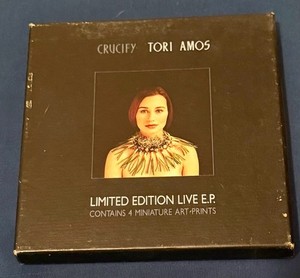 CRUCIFY TORI AMOS
LIMITED EDITION LIVE E.P.
CONTAINS 4 MINIATURE ART·PRINTS